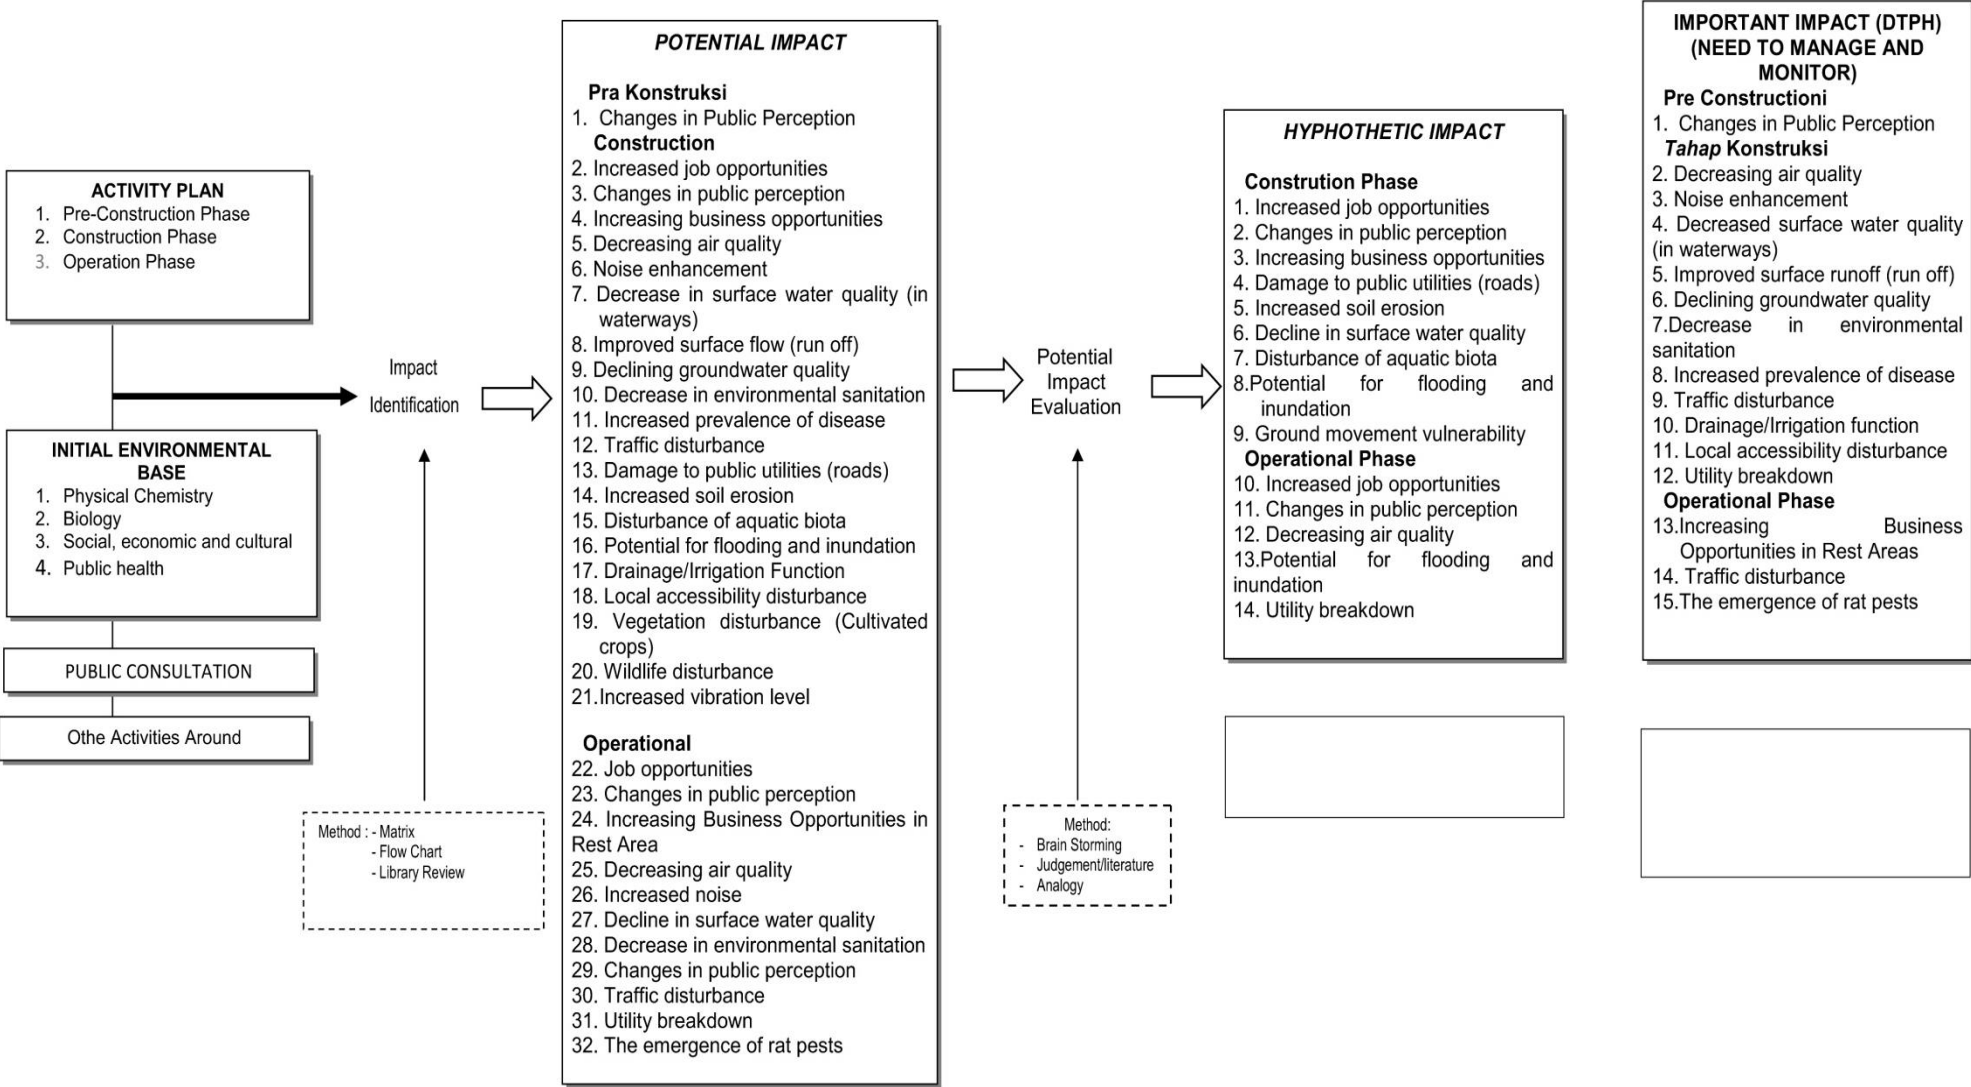 ACTIVITY PLAN
1. Pre-Construction Phase
2. Construction Phase
3. Operation Phase
INITIAL ENVIRONMENTAL
BASE
1. Physical Chemistry
2. Biology
3. Social, economic and cultural
4. Public health
PUBLIC CONSULTATION
Othe Activities Around
Impact
Identification
Method : - Matrix
- Flow Chart
- Library Review
POTENTIAL IMPACT
Pra Konstruksi
1. Changes in Public Perception
Construction
2. Increased job opportunities
3. Changes in public perception
4. Increasing business opportunities
5. Decreasing air quality
6. Noise enhancement
7. Decrease in surface water quality (in
waterways)
8. Improved surface flow (run off)
9. Declining groundwater quality
10. Decrease in environmental sanitation
11. Increased prevalence of disease
12. Traffic disturbance
13. Damage to public utilities (roads)
14. Increased soil erosion
15. Disturbance of aquatic biota
16. Potential for flooding and inundation
17. Drainage/Irrigation Function
18. Local accessibility disturbance
19. Vegetation disturbance (Cultivated
crops)
20. Wildlife disturbance
21.Increased vibration level
Operational
22. Job opportunities
23. Changes in public perception
24. Increasing Business Opportunities in
Rest Area
25. Decreasing air quality
26. Increased noise
27. Decline in surface water quality
28. Decrease in environmental sanitation
29. Changes in public perception
30. Traffic disturbance
31. Utility breakdown
32. The emergence of rat pests
Potential
Impact
Evaluation
Method:
- Brain Storming
- Judgement/literature
- Analogy
HYPHOTHETIC IMPACT
Constrution Phase
1. Increased job opportunities
2. Changes in public perception
3. Increasing business opportunities
4. Damage to public utilities (roads)
5. Increased soil erosion
6. Decline in surface water quality
7. Disturbance of aquatic biota
8.Potential for flooding and
inundation
9. Ground movement vulnerability
Operational Phase
10. Increased job opportunities
11. Changes in public perception
12. Decreasing air quality
13.Potential for flooding and
inundation
14. Utility breakdown
IMPORTANT IMPACT (DTPH)
(NEED TO MANAGE AND
MONITOR)
Pre Constructioni
1. Changes in Public Perception
Tahap Konstruksi
2. Decreasing air quality
3. Noise enhancement
4. Decreased surface water quality
(in waterways)
5. Improved surface runoff (run off)
6. Declining groundwater quality
7.Decrease in environmental
sanitation
8. Increased prevalence of disease
9. Traffic disturbance
10. Drainage/Irrigation function
11. Local accessibility disturbance
12. Utility breakdown
Operational Phase
13.Increasing Business
Opportunities in Rest Areas
14. Traffic disturbance
15.The emergence of rat pests